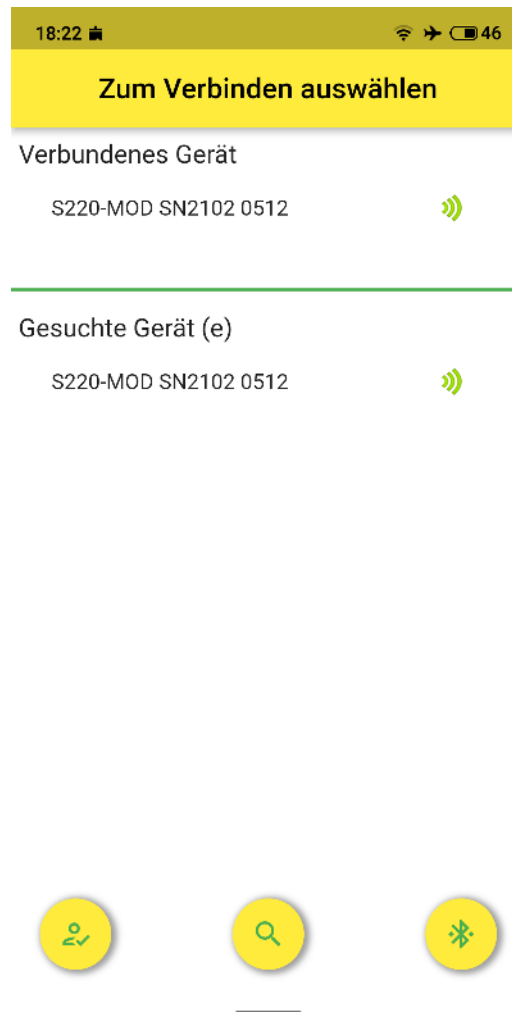 18:22
46
Zum Verbinden auswählen
Verbundenes Gerät
S220-MOD SN2102 0512
Gesuchte Gerät (e)
S220-MOD SN2102 0512